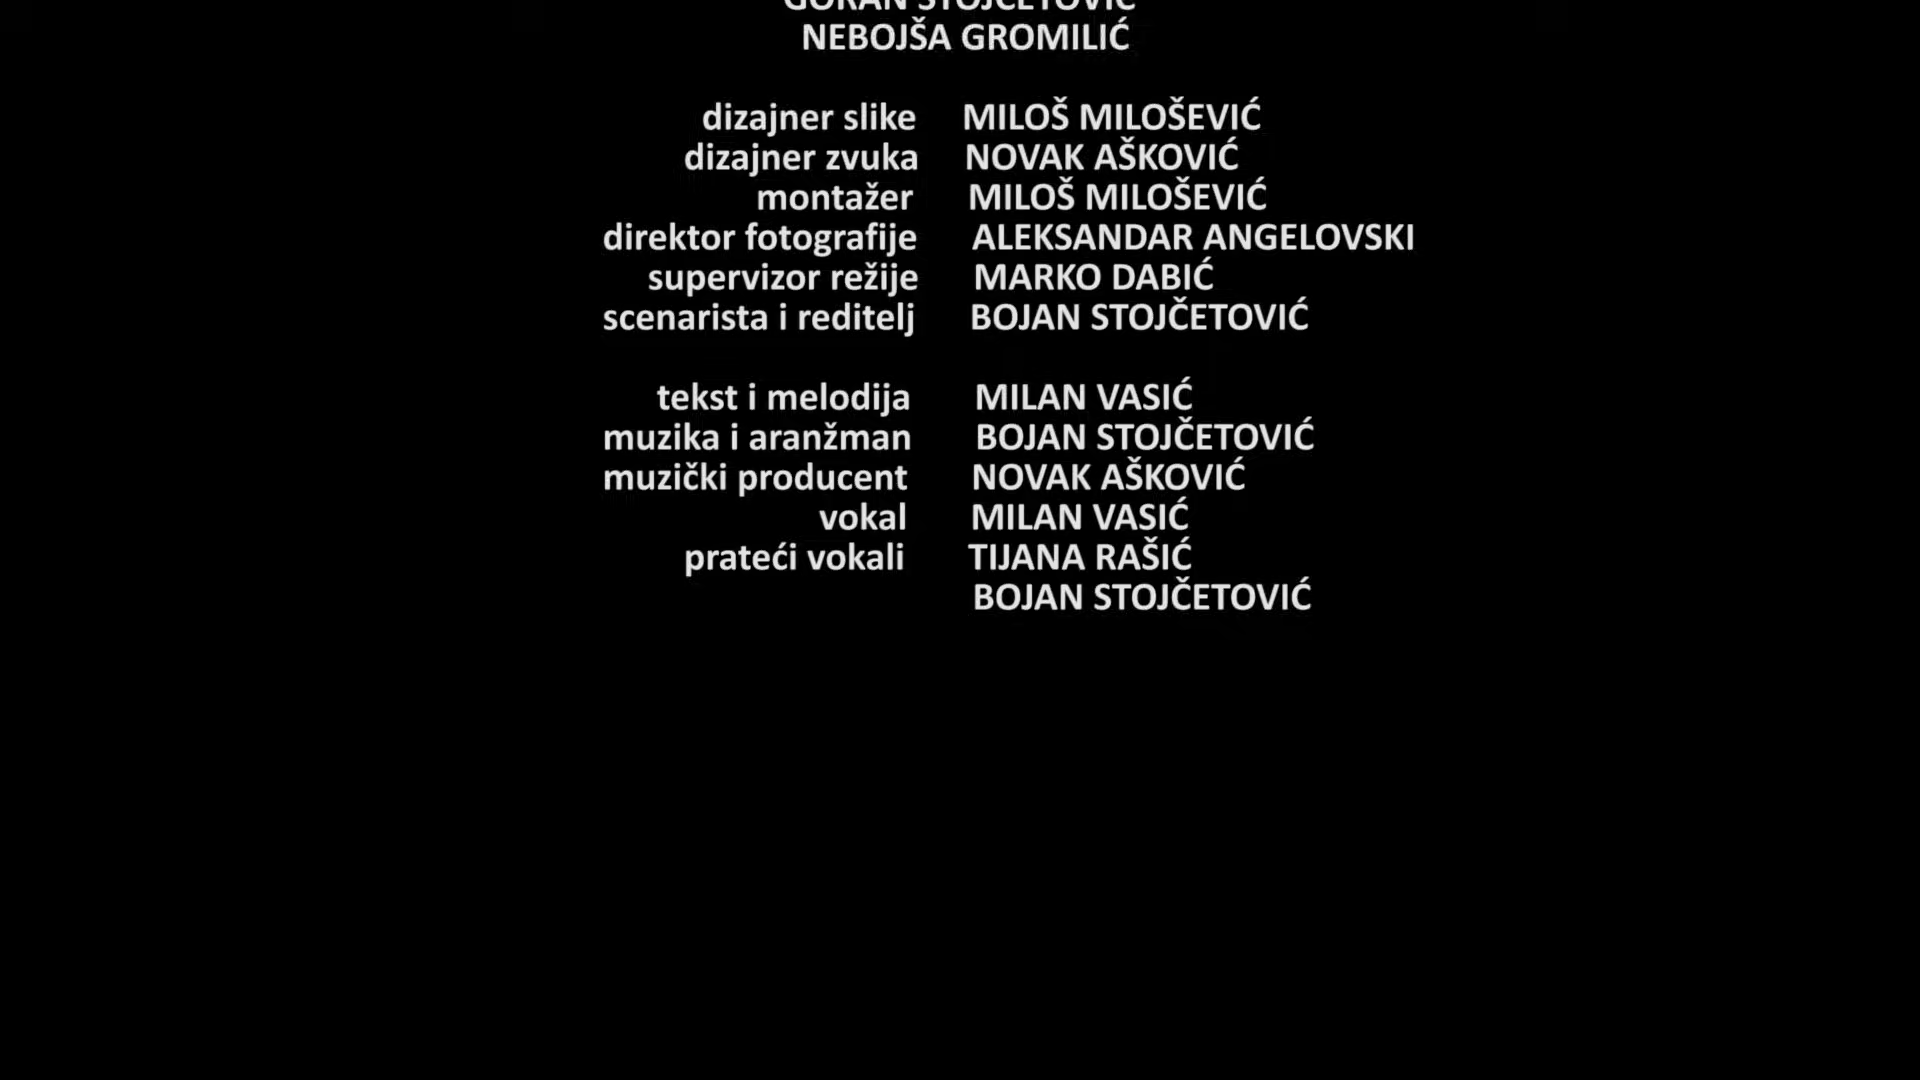 GORAN STOJČETOVIĆ
NEBOJŠA GROMILIĆ
dizajner slike MILOŠ MILOŠEVIĆ
dizajner zvuka NOVAK AŠKOVIĆ
montažer MILOŠ MILOŠEVIĆ
direktor fotografije ALEKSANDAR ANGELOVSKI
supervizor režije MARKO DABIĆ
scenarista i reditelj BOJAN STOJČETOVIĆ
tekst i melodija MILAN VASIĆ
muzika i aranžman BOJAN STOJČETOVIĆ
muzički producent NOVAK AŠKOVIĆ
vokal MILAN VASIĆ
prateći vokali TIJANA RAŠIĆ
BOJAN STOJČETOVIĆ